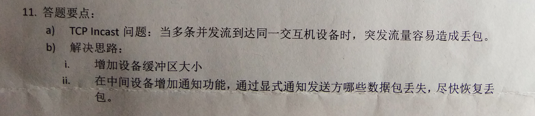 11. 答题要点：
a) TCP Incast 问题：当多条并发流到达同一交互机设备时，突发流量容易造成丢包。
b) 解决思路：
i. 增加设备缓冲区大小
ii. 在中间设备增加通知功能，通过显式通知发送方哪些数据包丢失，尽快恢复丢
包。